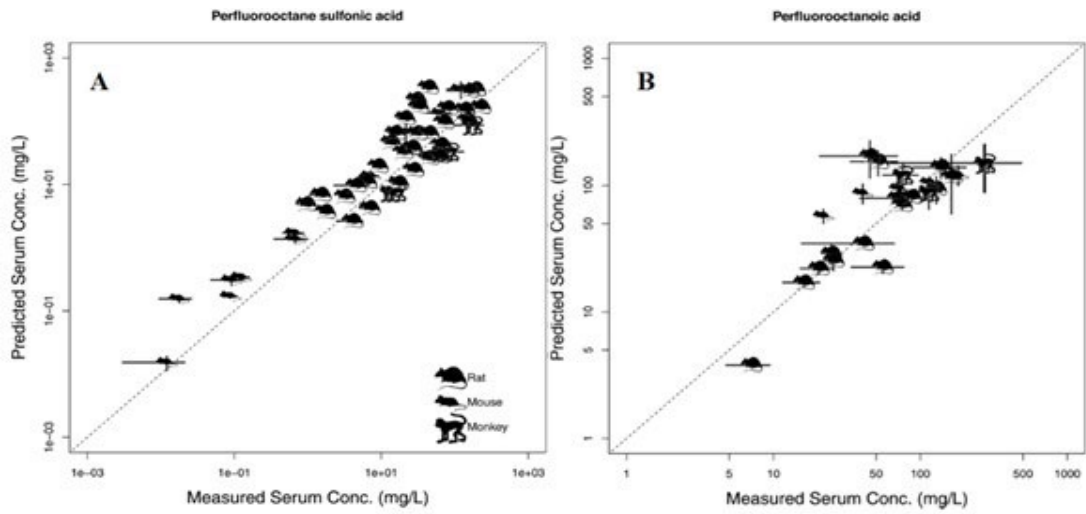 Perfluorooctane sulfonic acid
A
Predicted Serum Conc. (mg/L)
1e+03
1e+01
1e−01
1e−03
Rat
Mouse
Monkey
1e−03 1e−01 1e+01 1e+03
Measured Serum Conc. (mg/L)
Perfluorooctanoic acid
B
Predicted Serum Conc. (mg/L)
1000
500
100
50
10
5
1
1 5 10 50 100 500 1000
Measured Serum Conc. (mg/L)